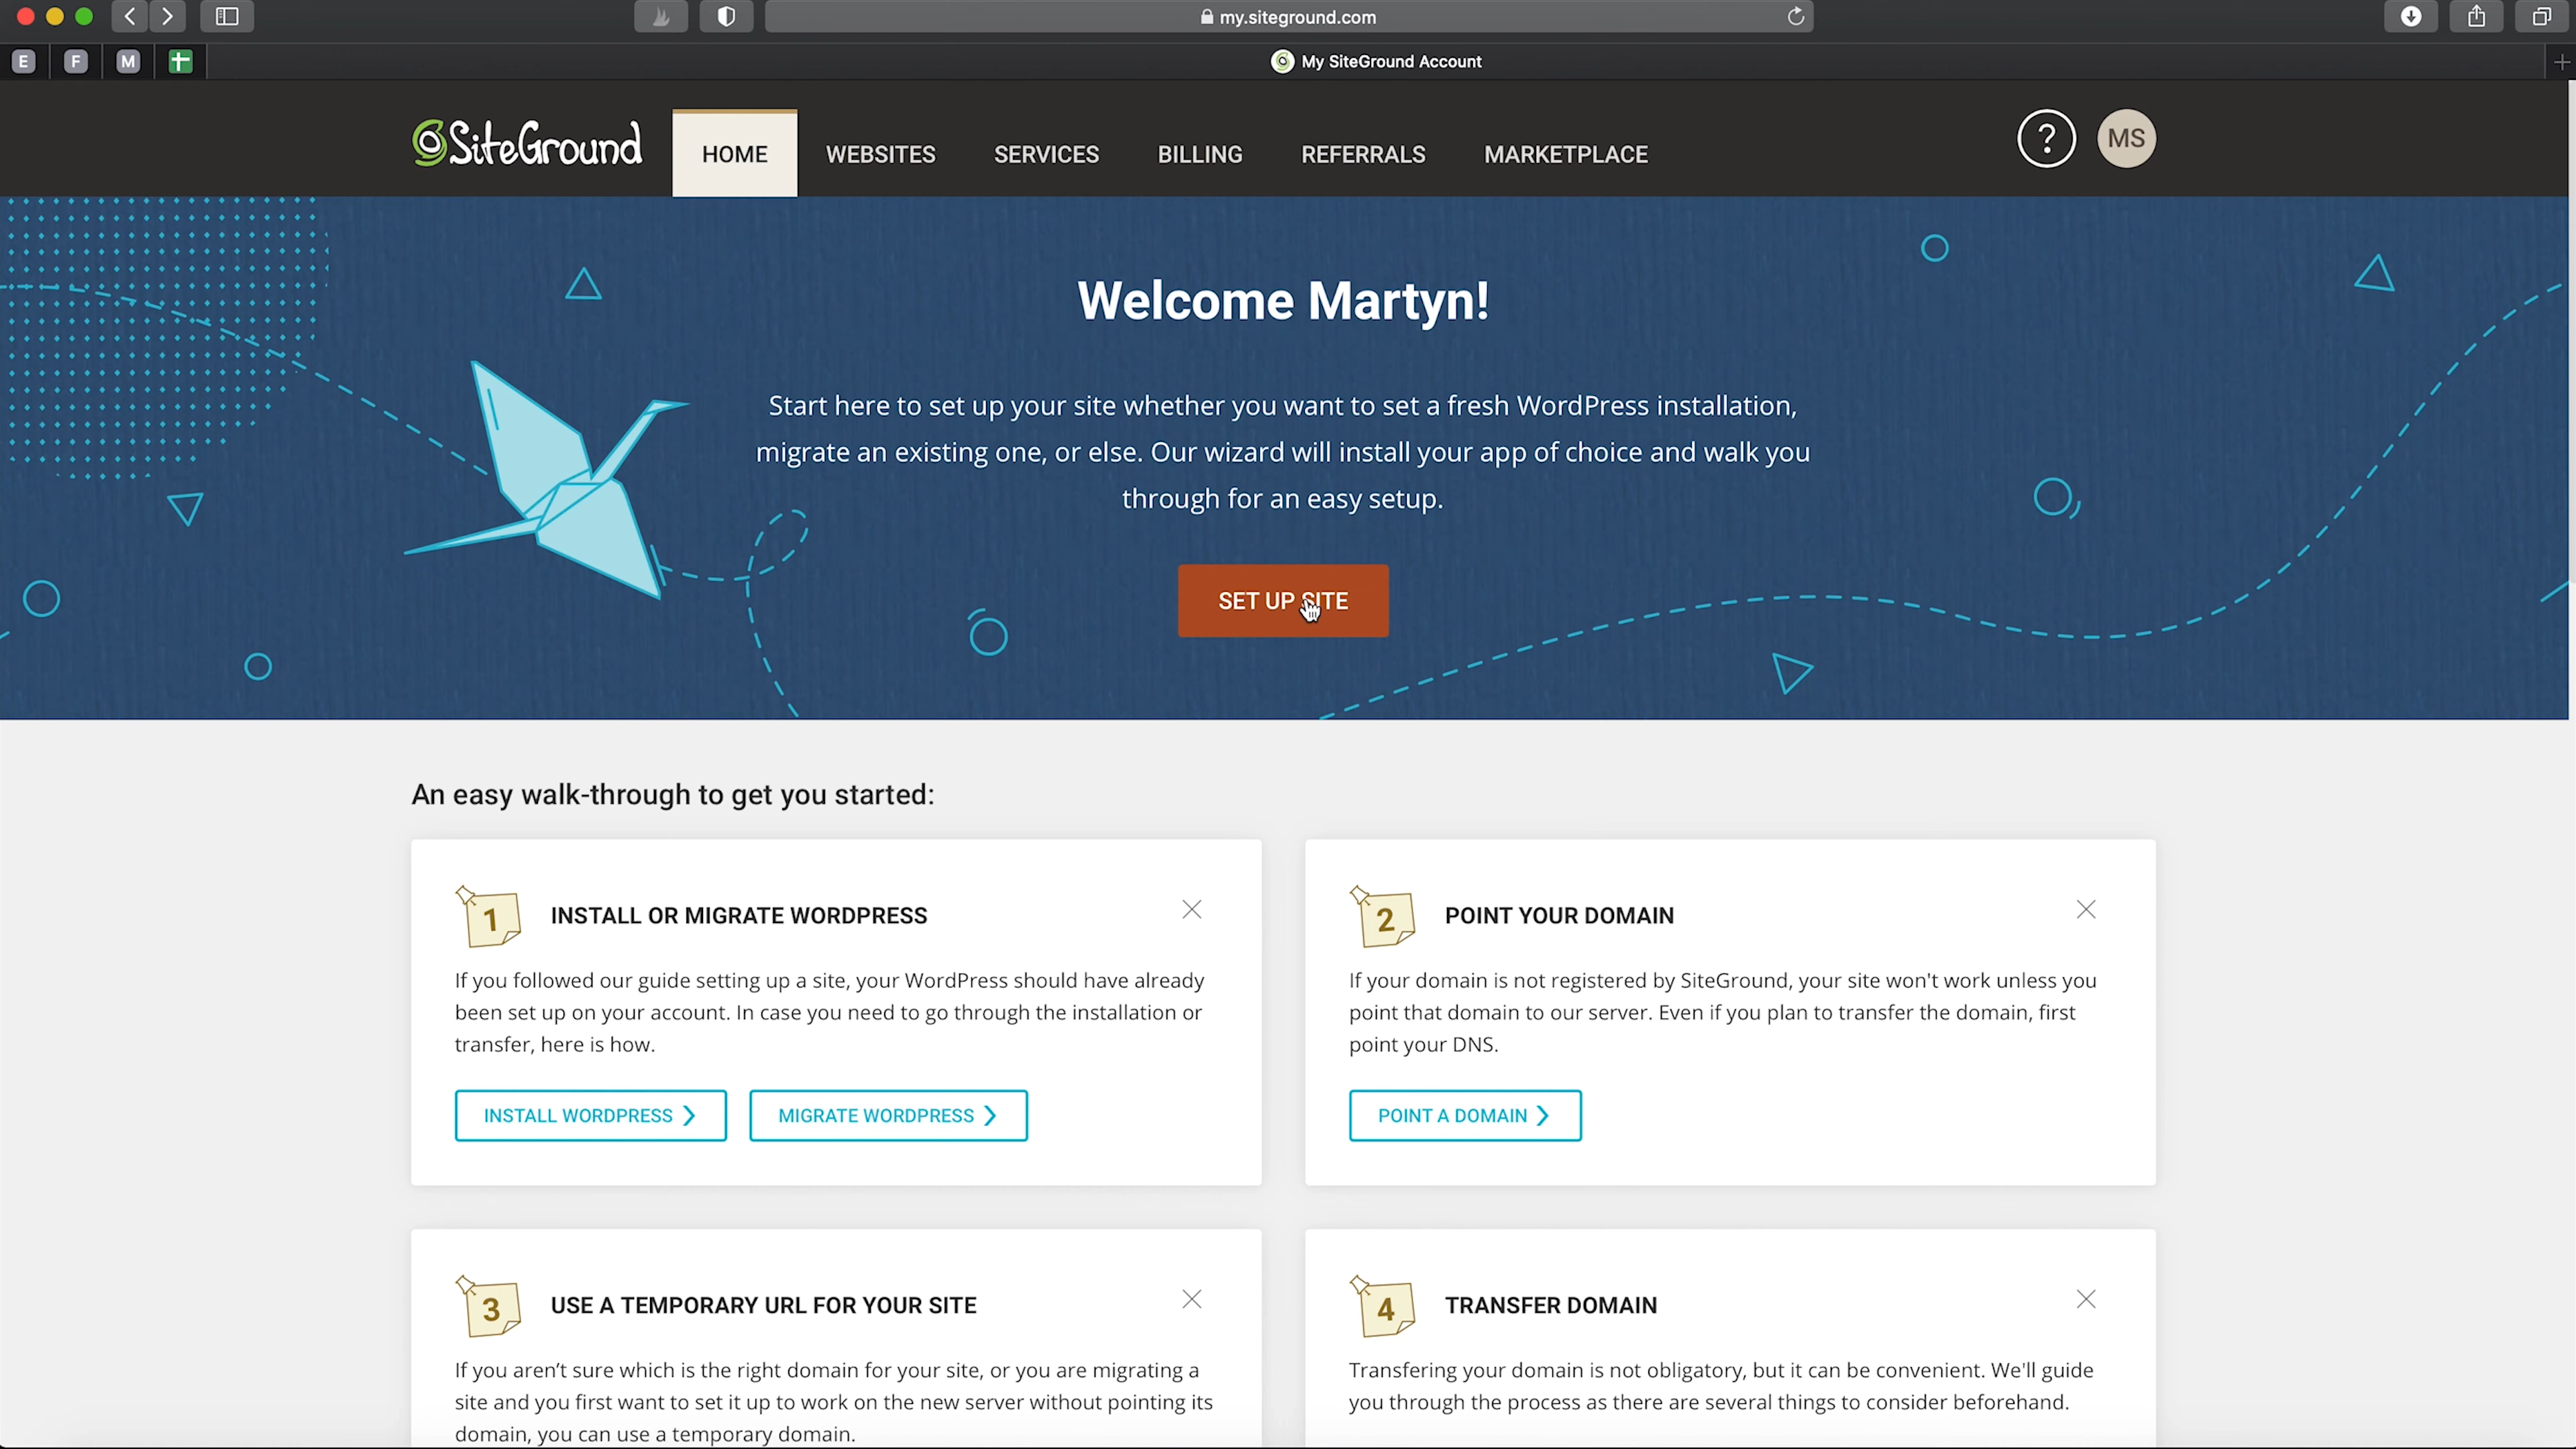 my.siteground.com
E F M My SiteGround Account
SiteGround HOME WEBSITES SERVICES BILLING REFERRALS MARKETPLACE ? MS
Welcome Martyn!
Start here to set up your site whether you want to set a fresh WordPress installation,
migrate an existing one, or else. Our wizard will install your app of choice and walk you
through for an easy setup.
SET UP SITE
An easy walk-through to get you started:
1 INSTALL OR MIGRATE WORDPRESS
If you followed our guide setting up a site, your WordPress should have already
been set up on your account. In case you need to go through the installation or
transfer, here is how.
INSTALL WORDPRESS MIGRATE WORDPRESS
2 POINT YOUR DOMAIN
If your domain is not registered by SiteGround, your site won't work unless you
point that domain to our server. Even if you plan to transfer the domain, first
point your DNS.
POINT A DOMAIN
3 USE A TEMPORARY URL FOR YOUR SITE
If you aren’t sure which is the right domain for your site, or you are migrating a
site and you first want to set it up to work on the new server without pointing its
domain, you can use a temporary domain.
4 TRANSFER DOMAIN
Transfering your domain is not obligatory, but it can be convenient. We'll guide
you through the process as there are several things to consider beforehand.